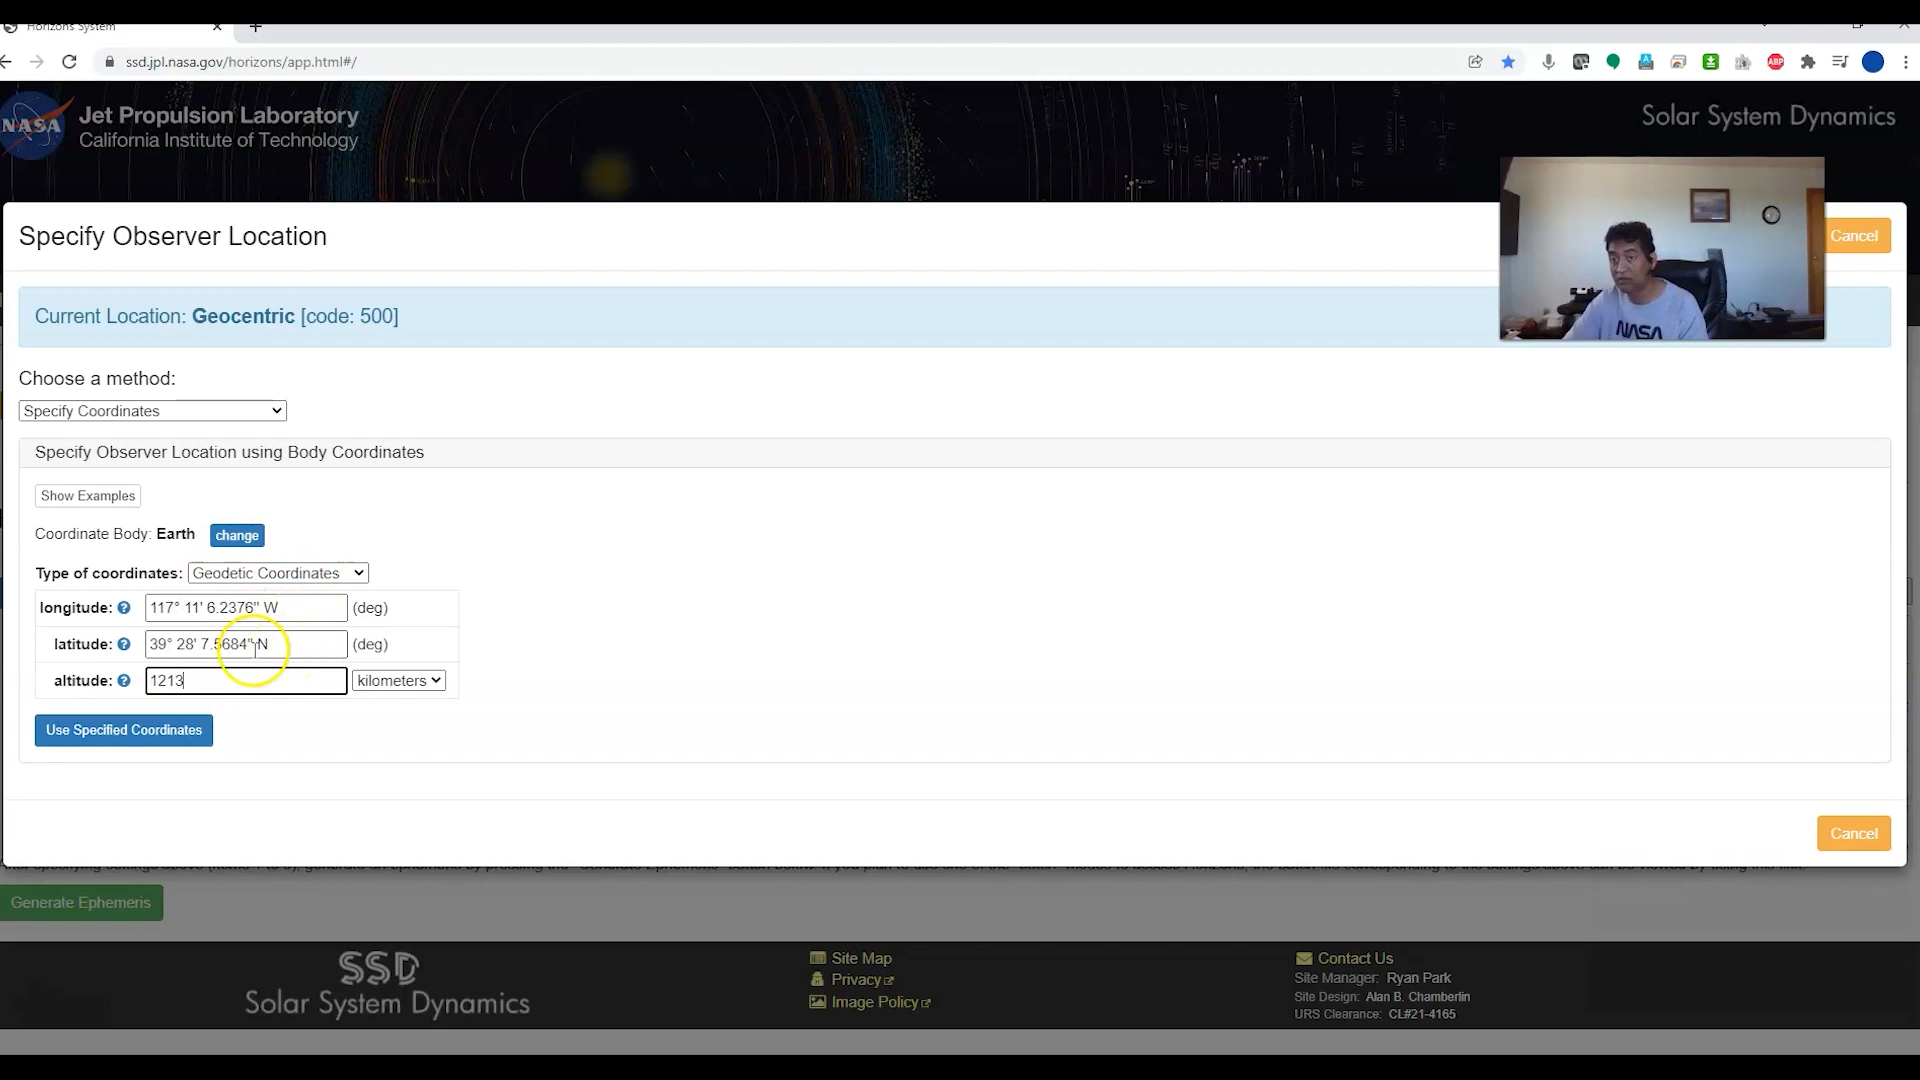 Horizons System
ssd.jpl.nasa.gov/horizons/app.html#/
ABP
NASA
Jet Propulsion Laboratory
California Institute of Technology
Solar System Dynamics
Specify Observer Location
Cancel
Current Location: Geocentric [code: 500]
NASA
Choose a method:
Specify Coordinates
Specify Observer Location using Body Coordinates
Show Examples
Coordinate Body: Earth change
Type of coordinates: Geodetic Coordinates
longitude: 117° 11' 6.2376" W (deg)
latitude: 39° 28' 7.5684" N (deg)
altitude: 1213 kilometers
Use Specified Coordinates
Cancel
Generate Ephemeris
SSD
Solar System Dynamics
Site Map
Privacy
Image Policy
Contact Us
Site Manager: Ryan Park
Site Design: Alan B. Chamberlin
URS Clearance: CL#21-4165